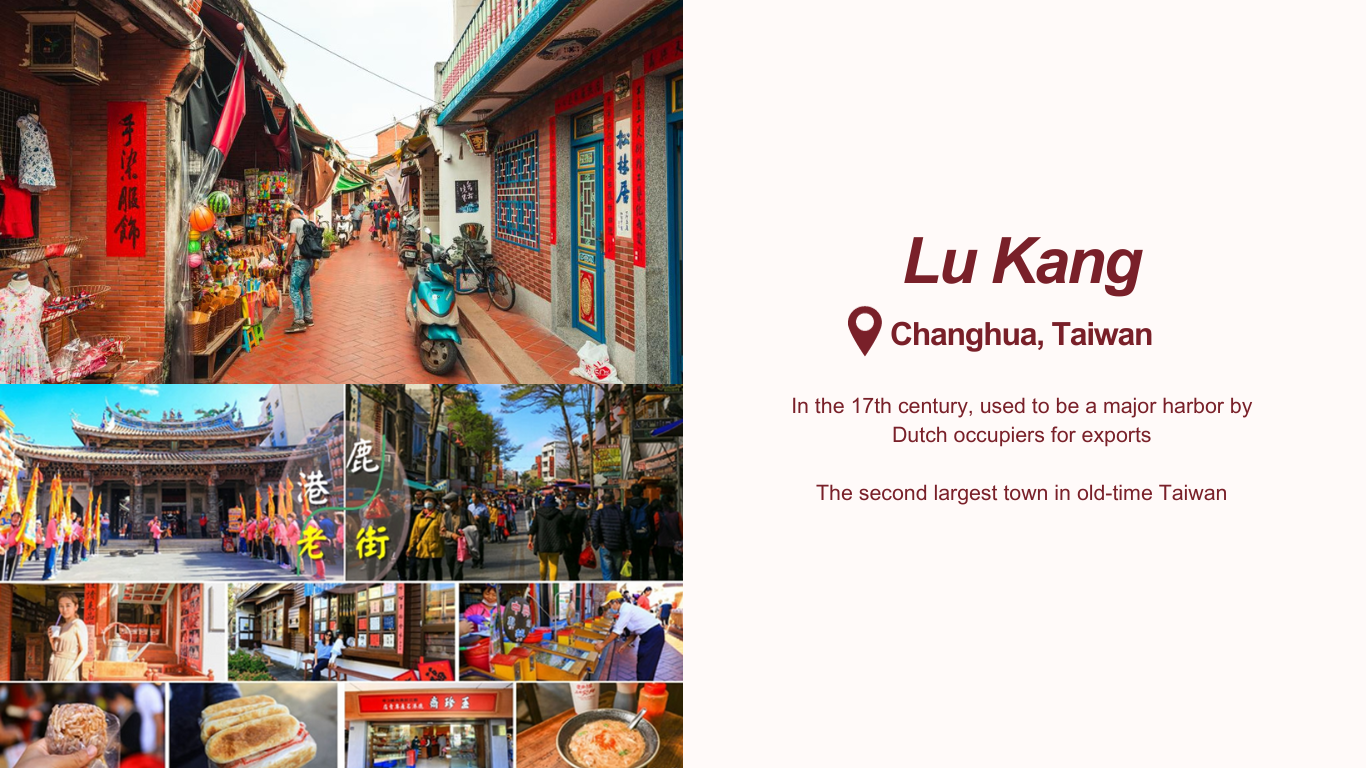 手染服飾
松林居
鹿
港
老街
玉珍齋
Lu Kang
Changhua, Taiwan
In the 17th century, used to be a major harbor by
Dutch occupiers for exports
The second largest town in old-time Taiwan